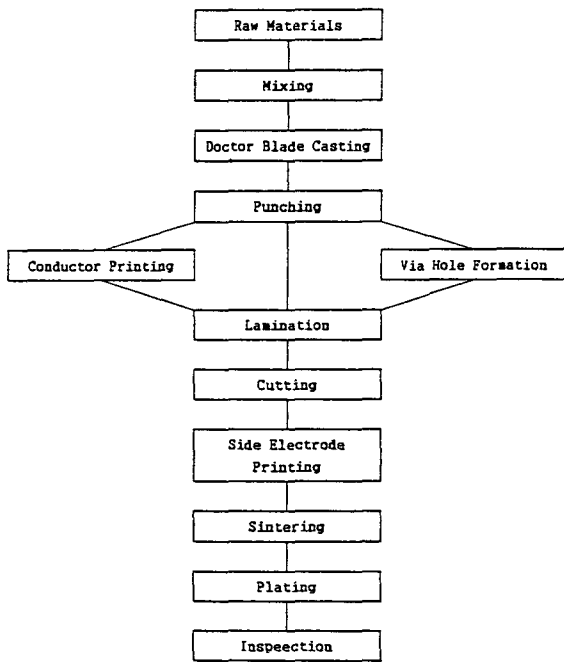 Raw Materials
Mixing
Doctor Blade Casting
Punching
Conductor Printing
Via Hole Formation
Lamination
Cutting
Side Electrode
Printing
Sintering
Plating
Inspeection